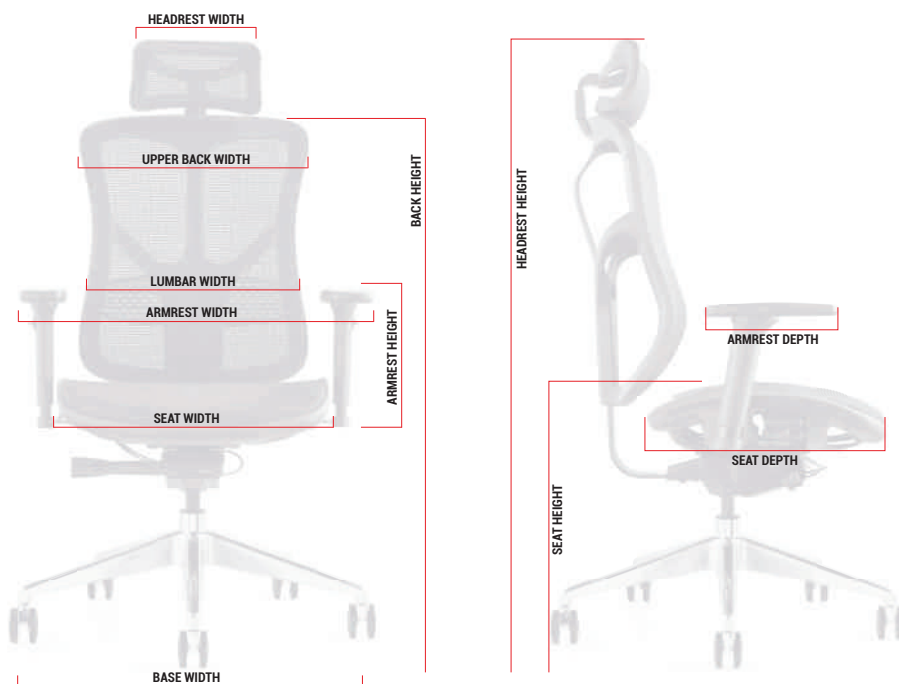 HEADREST WIDTH
UPPER BACK WIDTH
BACK HEIGHT
LUMBAR WIDTH
ARMREST WIDTH
ARMREST HEIGHT
SEAT WIDTH
BASE WIDTH
HEADREST HEIGHT
ARMREST DEPTH
SEAT DEPTH
SEAT HEIGHT